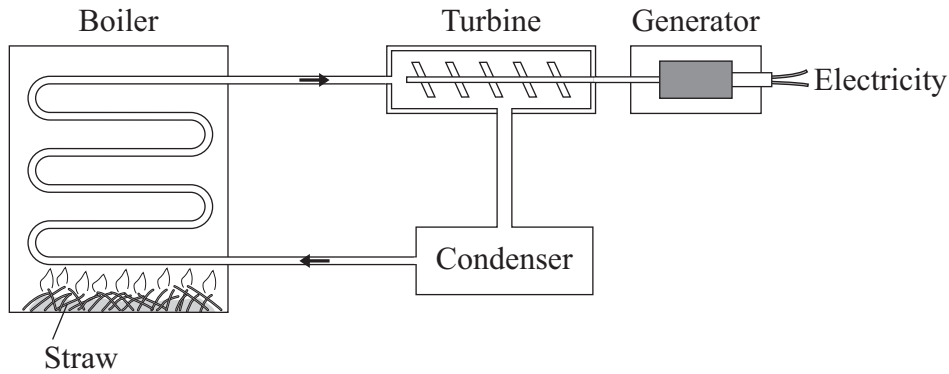 Boiler
Turbine
Generator
Electricity
Condenser
Straw